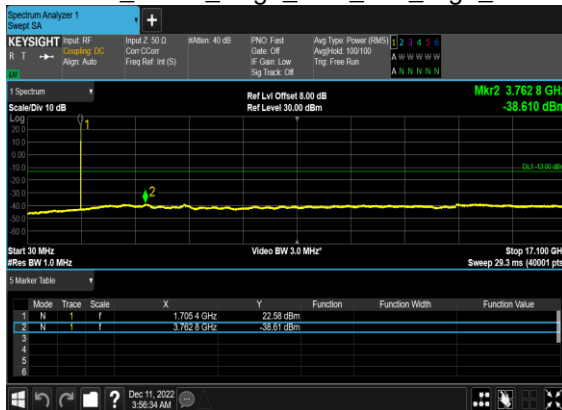 Spectrum Analyzer 1
Swept SA
+
KEYSIGHT Input: RF Input Z: 50 Ω #Atten: 40 dB PNO: Fast Avg Type: Power (RMS) 1 2 3 4 5 6
R T Coupling: DC Corr CCorr Gate: Off Avg|Hold: 100/100 A W W W W W
Align: Auto Freq Ref: Int (S) IF Gain: Low Trig: Free Run
Sig Track: Off A N N N N N
1 Spectrum Ref Lvl Offset 8.00 dB Mkr2 3.762 8 GHz
Scale/Div 10 dB Ref Level 30.00 dBm -38.610 dBm
Log
20.0
10.0
0.00
-10.0
-20.0
-30.0
-40.0
-50.0
-60.0
1
2
DL1 -13.00 dBm
Start 30 MHz Video BW 3.0 MHz* Stop 17.100 GHz
#Res BW 1.0 MHz Sweep 29.3 ms (40001 pts)
5 Marker Table
Mode Trace Scale X Y Function Function Width Function Value
1 N 1 f 1.705 4 GHz 22.58 dBm
2 N 1 f 3.762 8 GHz -38.61 dBm
3
4
5
6
? Dec 11, 2022
3:56:34 AM